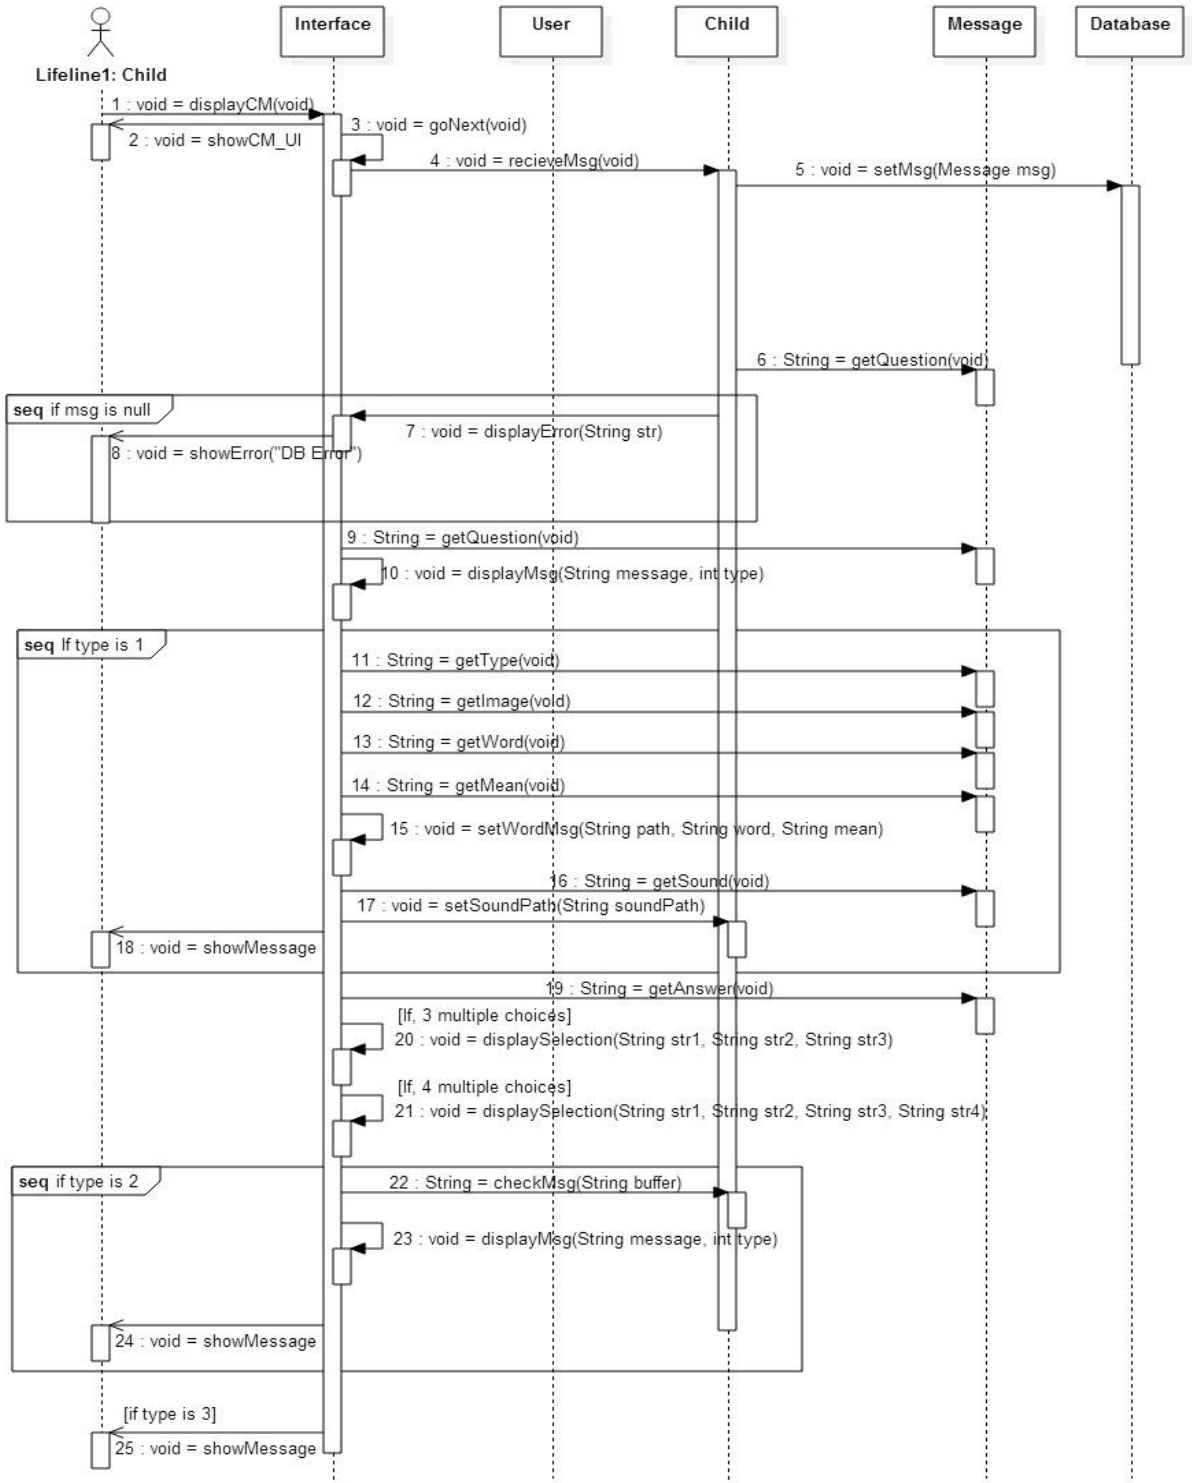 Interface
User
Child
Message
Database
Lifeline1: Child
1 : void = displayCM(void)
2 : void = showCM_UI
3 : void = goNext(void)
4 : void = recieveMsg(void)
5 : void = setMsg(Message msg)
6 : String = getQuestion(void)
seq if msg is null
7 : void = displayError(String str)
8 : void = showError("DB Error")
9 : String = getQuestion(void)
10 : void = displayMsg(String message, int type)
seq If type is 1
11 : String = getType(void)
12 : String = getImage(void)
13 : String = getWord(void)
14 : String = getMean(void)
15 : void = setWordMsg(String path, String word, String mean)
16 : String = getSound(void)
17 : void = setSoundPath(String soundPath)
18 : void = showMessage
19 : String = getAnswer(void)
[If, 3 multiple choices]
20 : void = displaySelection(String str1, String str2, String str3)
[If, 4 multiple choices]
21 : void = displaySelection(String str1, String str2, String str3, String str4)
seq if type is 2
22 : String = checkMsg(String buffer)
23 : void = displayMsg(String message, int type)
24 : void = showMessage
[if type is 3]
25 : void = showMessage